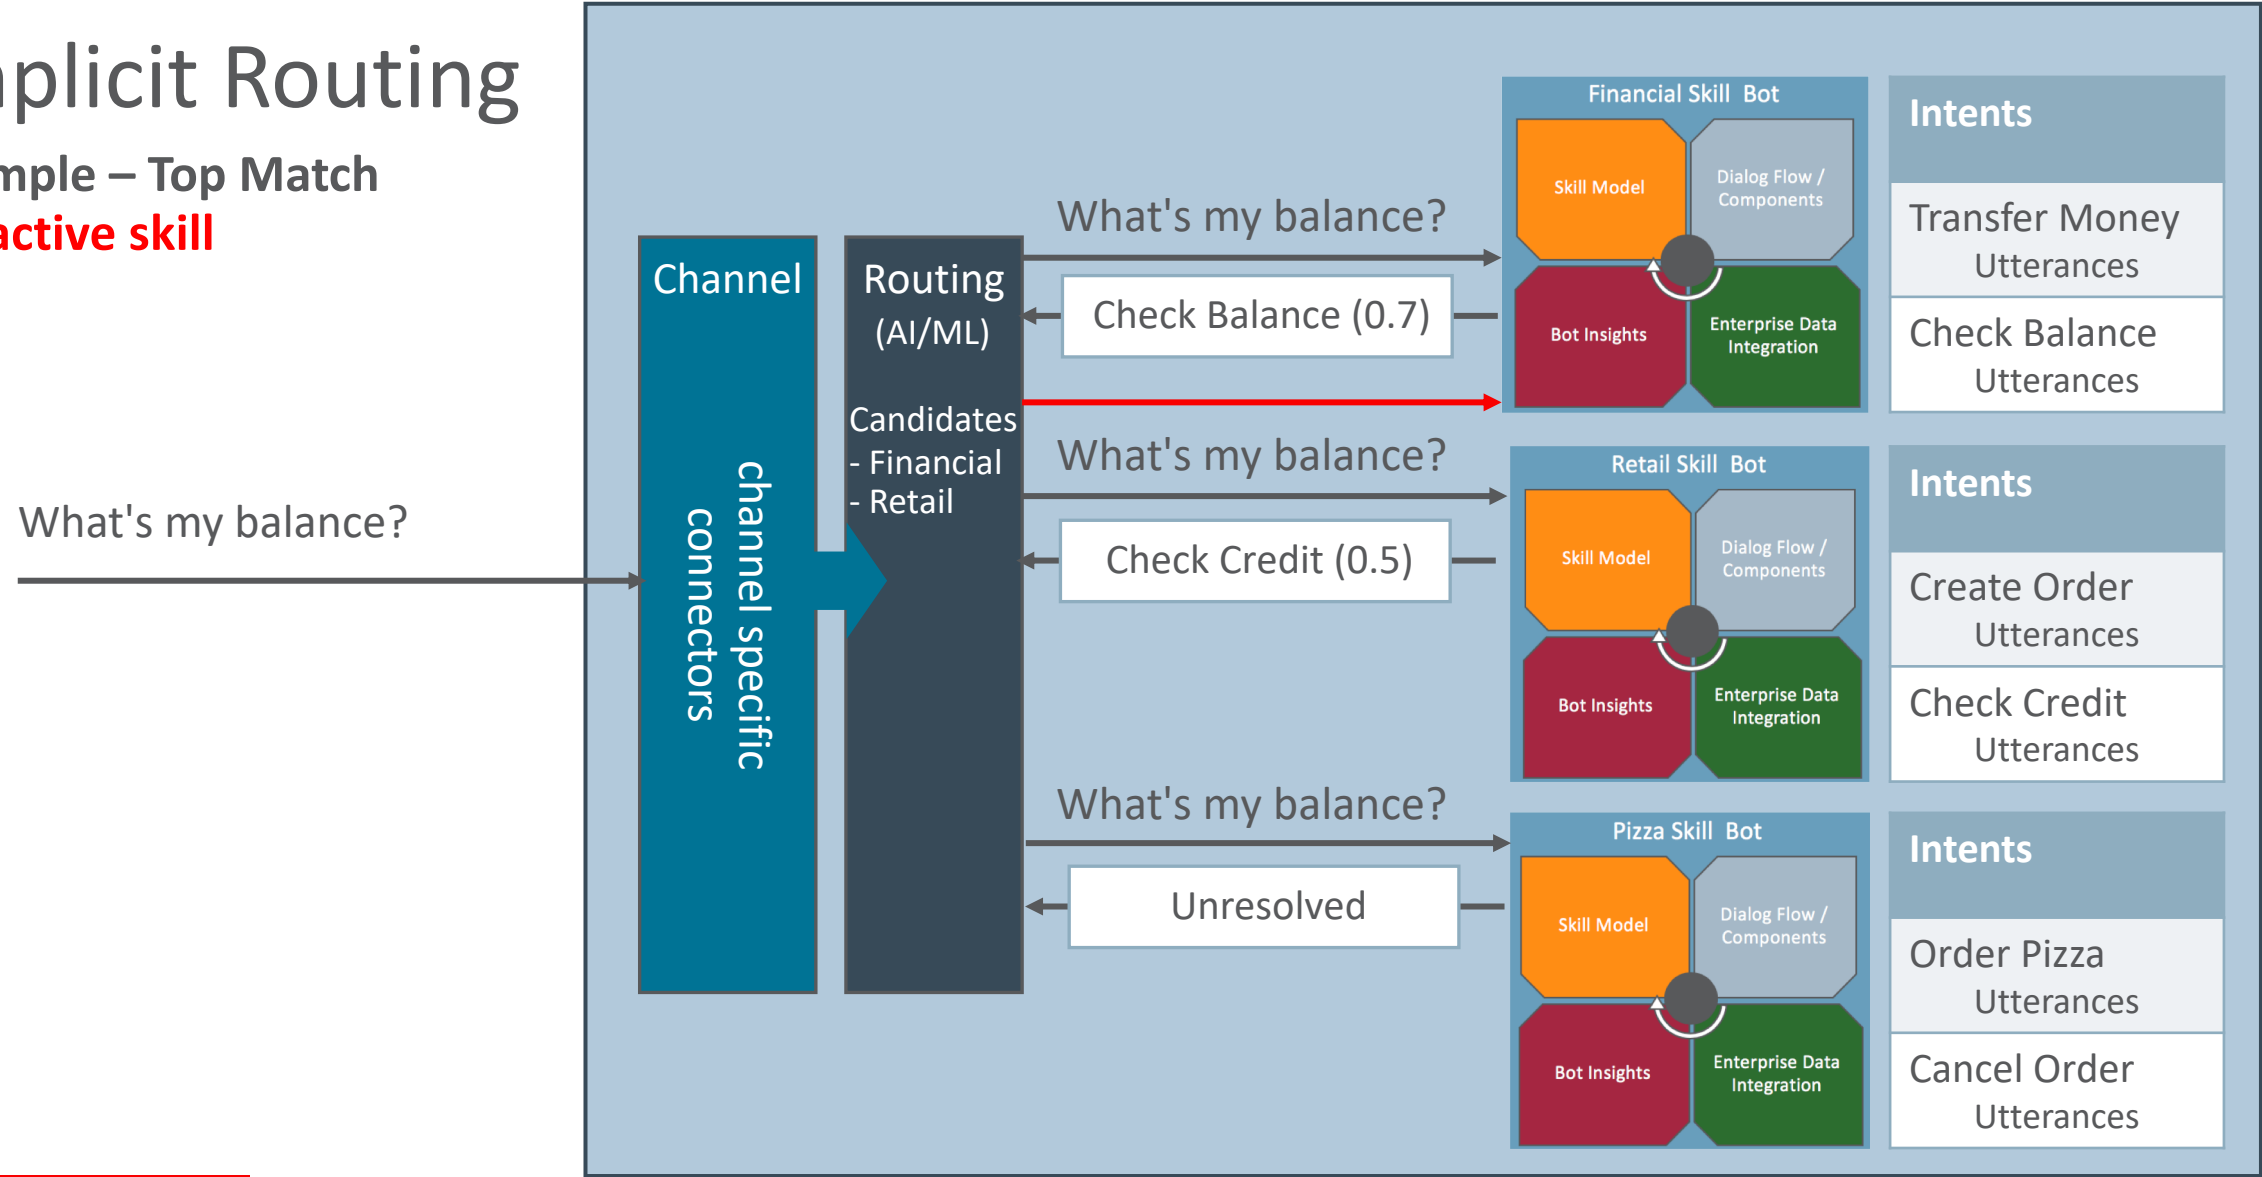 plicit Routing
mple – Top Match
active skill
What's my balance?
Channel
channel specific
connectors
Routing
(AI/ML)
Candidates
- Financial
- Retail
What's my balance?
Check Balance (0.7)
What's my balance?
Check Credit (0.5)
What's my balance?
Unresolved
Financial Skill Bot
Skill Model
Dialog Flow /
Components
Bot Insights
Enterprise Data
Integration
Intents
Transfer Money
Utterances
Check Balance
Utterances
Retail Skill Bot
Skill Model
Dialog Flow /
Components
Bot Insights
Enterprise Data
Integration
Intents
Create Order
Utterances
Check Credit
Utterances
Pizza Skill Bot
Skill Model
Dialog Flow /
Components
Bot Insights
Enterprise Data
Integration
Intents
Order Pizza
Utterances
Cancel Order
Utterances